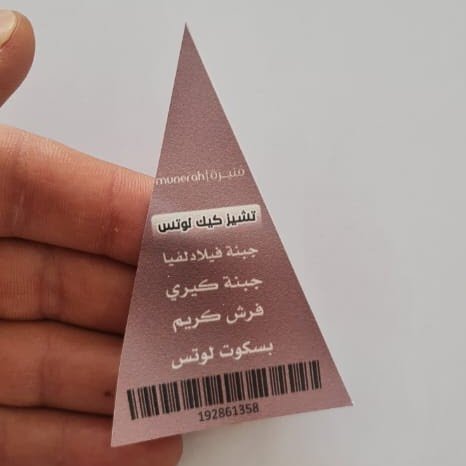 munerah|منيرة
تشيز كيك لوتس
جبنة فيلادلفيا
جبنة كيري
فرش كريم
بسكوت لوتس
192861358